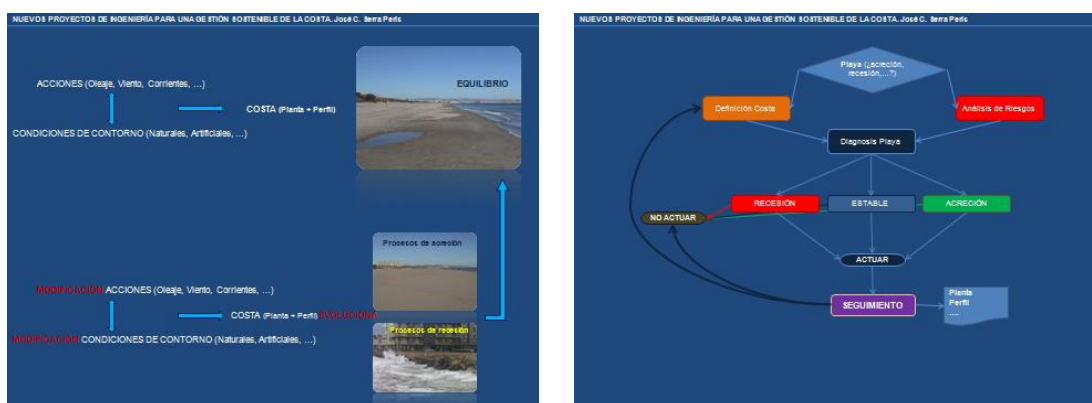 NUEVOS PROYECTOS DE INGENIERÍA PARA UNA GESTIÓN SOSTENIBLE DE LA COSTA. José C. Serra Peris
ACCIONES (Oleaje, Viento, Corrientes, ...)
COSTA (Planta + Perfil)
CONDICIONES DE CONTORNO (Naturales, Artificiales, ...)
EQUILIBRIO
Procesos de acreción
MODIFICACIÓN ACCIONES (Oleaje, Viento, Corrientes, ...)
COSTA (Planta + Perfil) EVOLUCIONA
MODIFICACIÓN CONDICIONES DE CONTORNO (Naturales, Artificiales, ...)
Procesos de recesión
NUEVOS PROYECTOS DE INGENIERÍA PARA UNA GESTIÓN SOSTENIBLE DE LA COSTA. José C. Serra Peris
Playa (¿acreción,
recesión,...?)
Definición Costa
Análisis de Riesgos
Diagnosis Playa
RECESIÓN
ESTABLE
ACRECIÓN
NO ACTUAR
ACTUAR
SEGUIMIENTO
Planta
Perfil
....